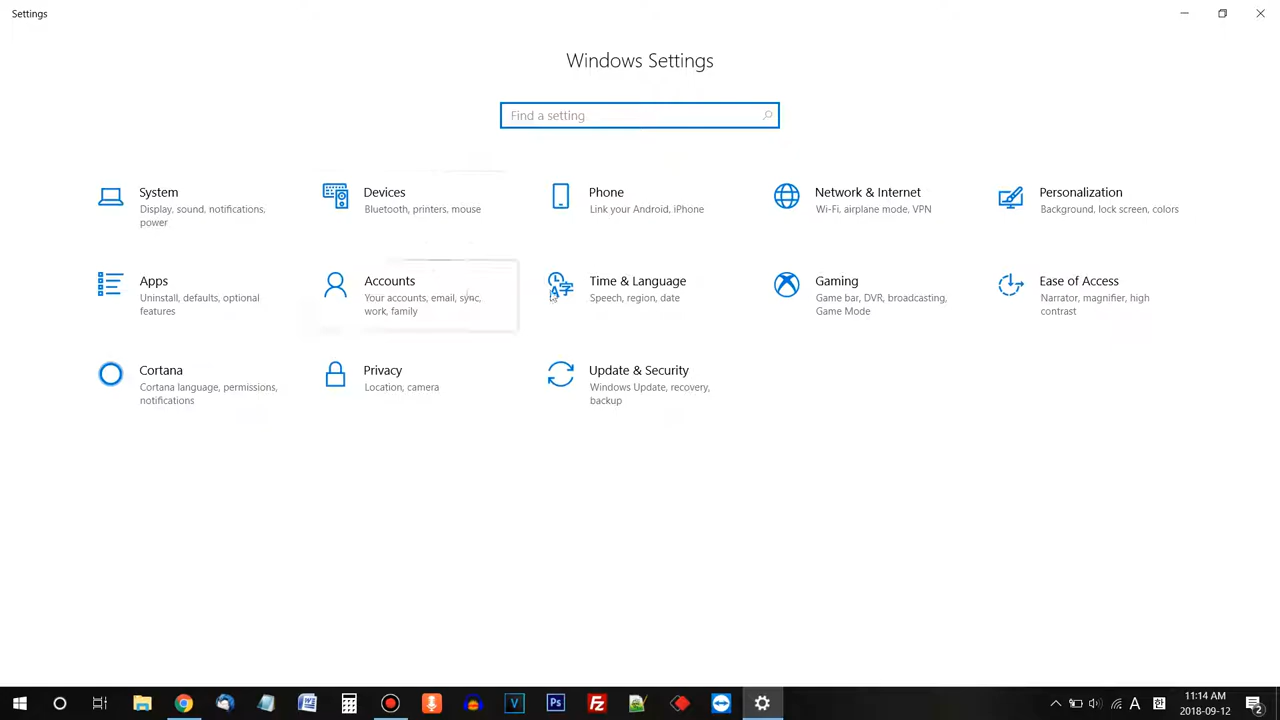 Settings
Windows Settings
Find a setting
System
Display, sound, notifications,
power
Devices
Bluetooth, printers, mouse
Phone
Link your Android, iPhone
Network & Internet
Wi-Fi, airplane mode, VPN
Personalization
Background, lock screen, colors
Apps
Uninstall, defaults, optional
features
Accounts
Your accounts, email, sync,
work, family
Time & Language
Speech, region, date
Gaming
Game bar, DVR, broadcasting,
Game Mode
Ease of Access
Narrator, magnifier, high
contrast
Cortana
Cortana language, permissions,
notifications
Privacy
Location, camera
Update & Security
Windows Update, recovery,
backup
V
Ps
Fz
A
11:14 AM
2018-09-12
2